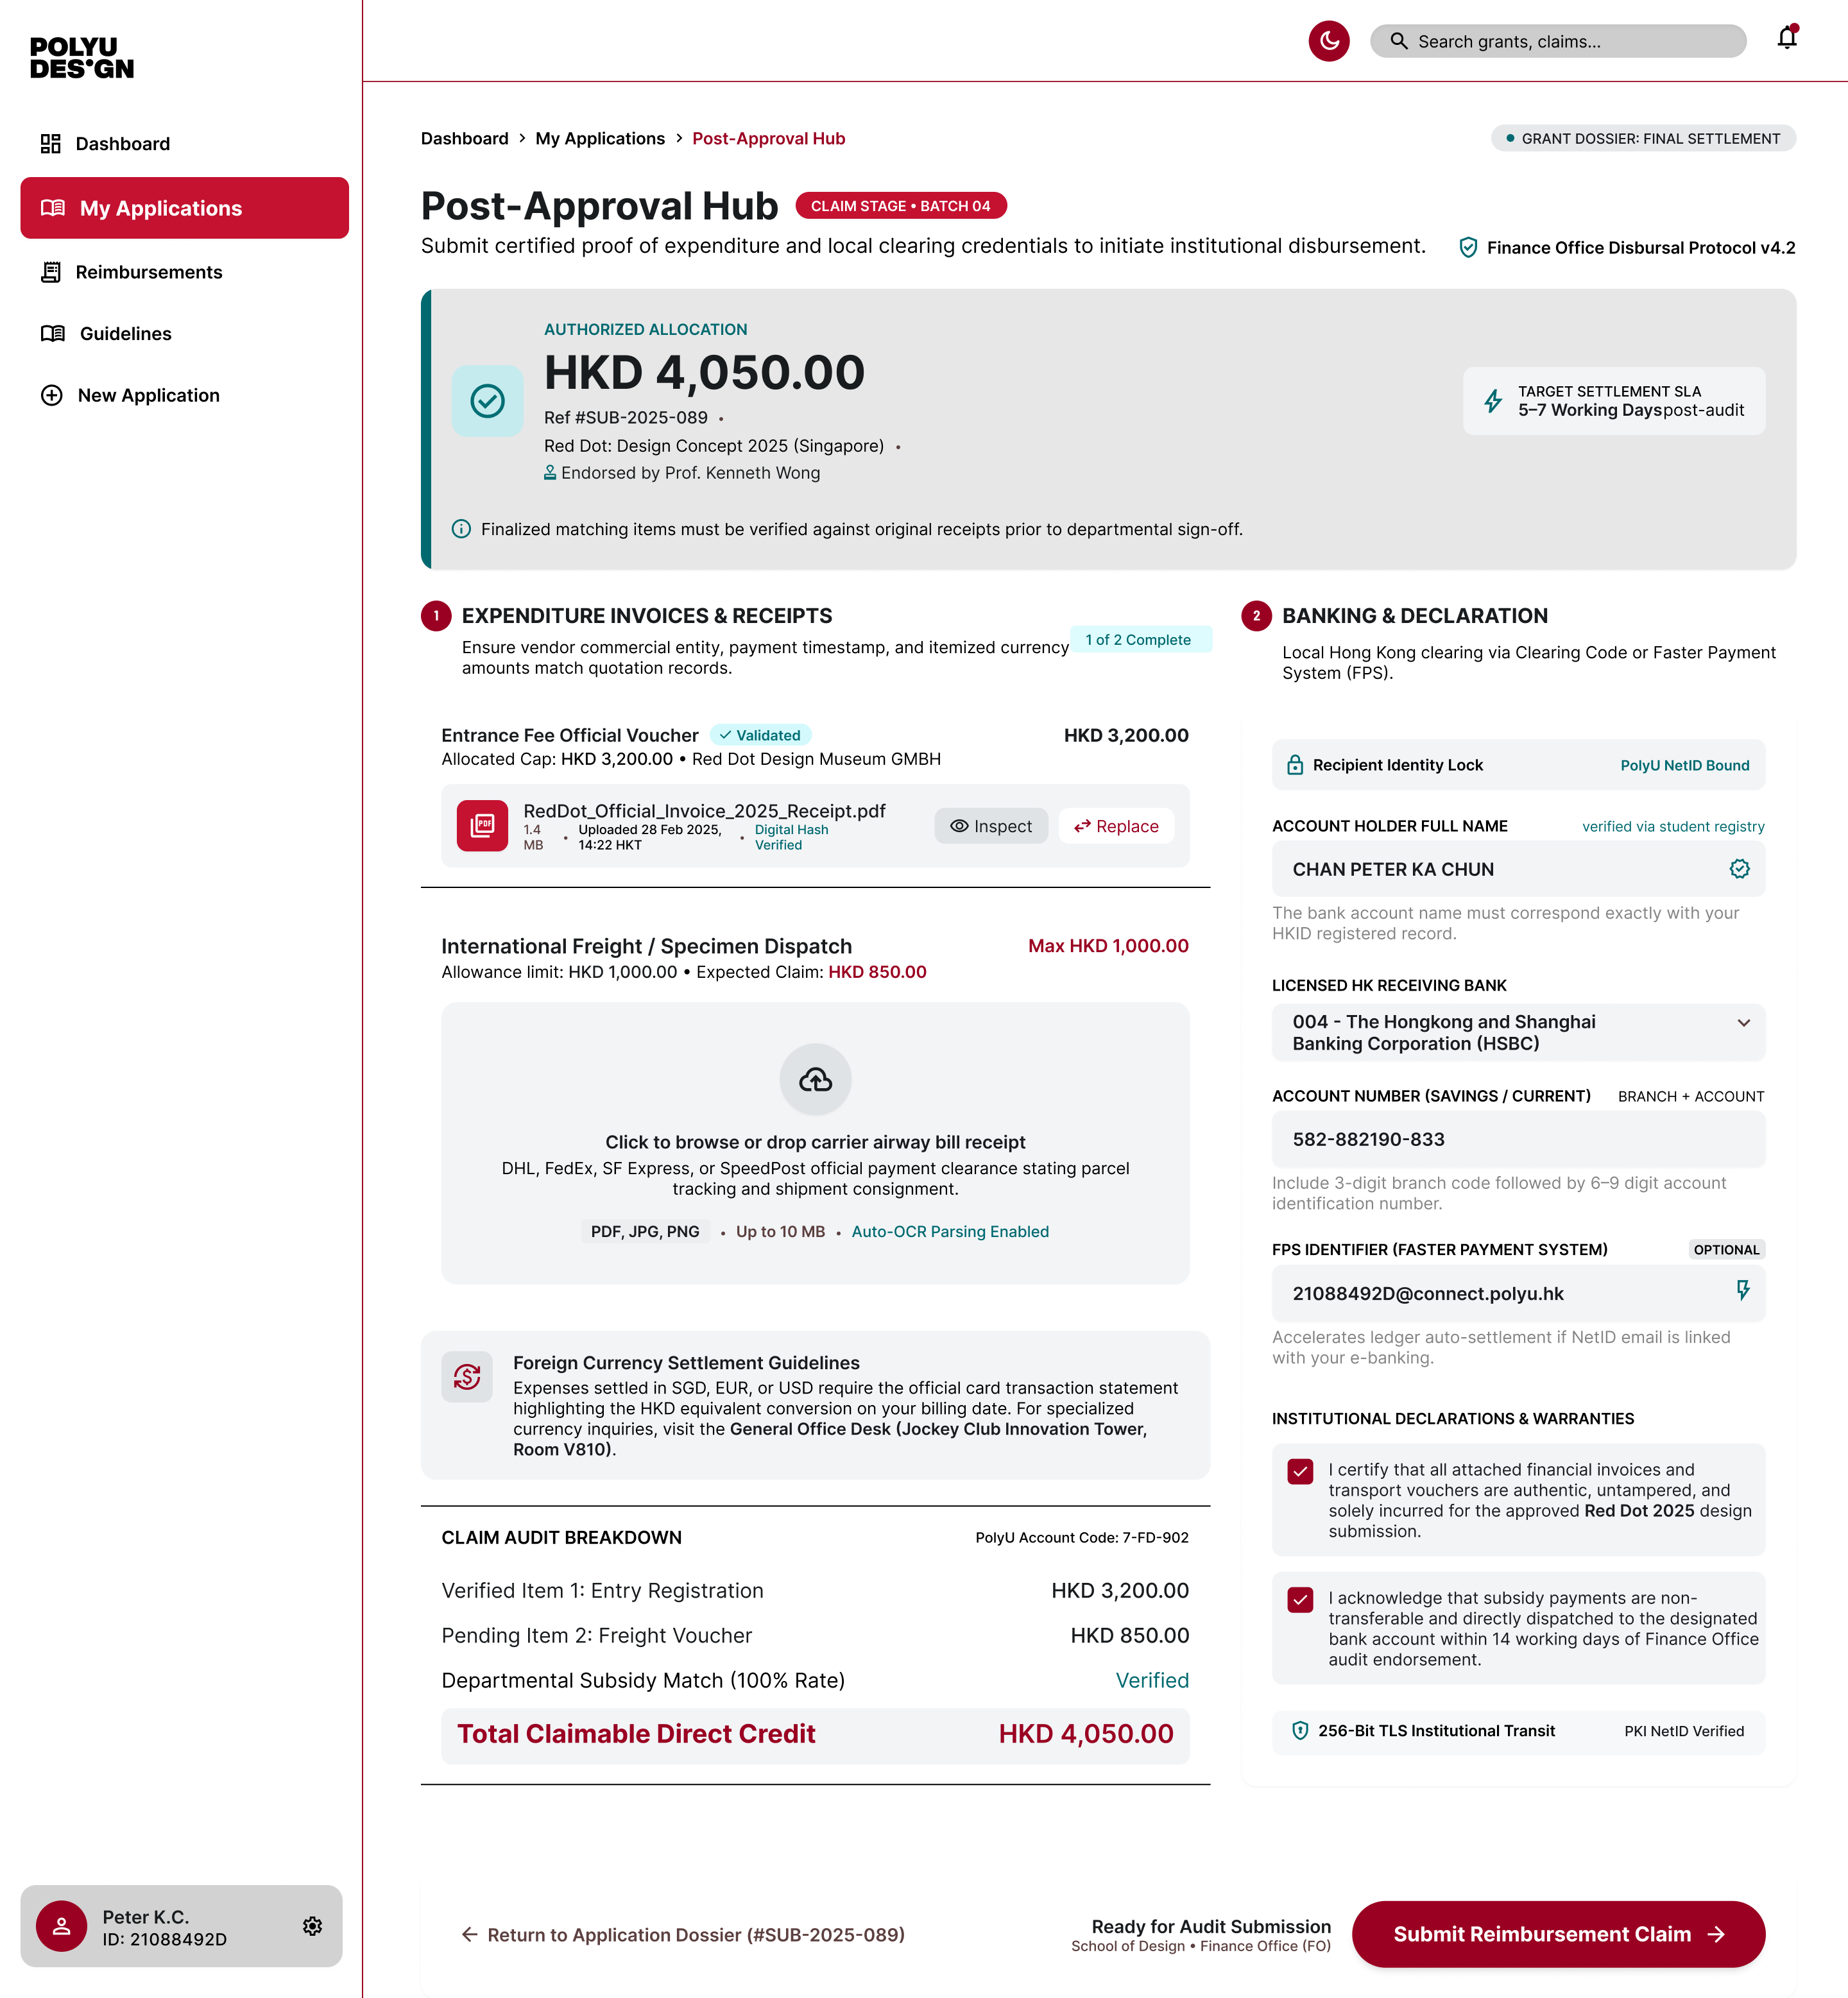 POLYU
DES*GN
Dashboard
My Applications
Reimbursements
Guidelines
New Application
Search grants, claims...
Dashboard > My Applications > Post-Approval Hub
• GRANT DOSSIER: FINAL SETTLEMENT
Post-Approval Hub
CLAIM STAGE • BATCH 04
Submit certified proof of expenditure and local clearing credentials to initiate institutional disbursement.
Finance Office Disbursal Protocol v4.2
AUTHORIZED ALLOCATION
HKD 4,050.00
Ref #SUB-2025-089 •
Red Dot: Design Concept 2025 (Singapore) •
Endorsed by Prof. Kenneth Wong
TARGET SETTLEMENT SLA
5–7 Working Dayspost-audit
Finalized matching items must be verified against original receipts prior to departmental sign-off.
1
EXPENDITURE INVOICES & RECEIPTS
Ensure vendor commercial entity, payment timestamp, and itemized currency
amounts match quotation records.
1 of 2 Complete
Entrance Fee Official Voucher
Validated
HKD 3,200.00
Allocated Cap: HKD 3,200.00 • Red Dot Design Museum GMBH
PDF
RedDot_Official_Invoice_2025_Receipt.pdf
1.4
MB
•
Uploaded 28 Feb 2025,
14:22 HKT
•
Digital Hash
Verified
Inspect
Replace
International Freight / Specimen Dispatch
Max HKD 1,000.00
Allowance limit: HKD 1,000.00 • Expected Claim: HKD 850.00
Click to browse or drop carrier airway bill receipt
DHL, FedEx, SF Express, or SpeedPost official payment clearance stating parcel
tracking and shipment consignment.
PDF, JPG, PNG • Up to 10 MB • Auto-OCR Parsing Enabled
Foreign Currency Settlement Guidelines
Expenses settled in SGD, EUR, or USD require the official card transaction statement
highlighting the HKD equivalent conversion on your billing date. For specialized
currency inquiries, visit the General Office Desk (Jockey Club Innovation Tower,
Room V810).
CLAIM AUDIT BREAKDOWN
PolyU Account Code: 7-FD-902
Verified Item 1: Entry Registration
HKD 3,200.00
Pending Item 2: Freight Voucher
HKD 850.00
Departmental Subsidy Match (100% Rate)
Verified
Total Claimable Direct Credit
HKD 4,050.00
2
BANKING & DECLARATION
Local Hong Kong clearing via Clearing Code or Faster Payment
System (FPS).
Recipient Identity Lock
PolyU NetID Bound
ACCOUNT HOLDER FULL NAME
verified via student registry
CHAN PETER KA CHUN
The bank account name must correspond exactly with your
HKID registered record.
LICENSED HK RECEIVING BANK
004 - The Hongkong and Shanghai
Banking Corporation (HSBC)
ACCOUNT NUMBER (SAVINGS / CURRENT)
BRANCH + ACCOUNT
582-882190-833
Include 3-digit branch code followed by 6–9 digit account
identification number.
FPS IDENTIFIER (FASTER PAYMENT SYSTEM)
OPTIONAL
21088492D@connect.polyu.hk
Accelerates ledger auto-settlement if NetID email is linked
with your e-banking.
INSTITUTIONAL DECLARATIONS & WARRANTIES
I certify that all attached financial invoices and
transport vouchers are authentic, untampered, and
solely incurred for the approved Red Dot 2025 design
submission.
I acknowledge that subsidy payments are non-
transferable and directly dispatched to the designated
bank account within 14 working days of Finance Office
audit endorsement.
256-Bit TLS Institutional Transit
PKI NetID Verified
Peter K.C.
ID: 21088492D
Return to Application Dossier (#SUB-2025-089)
Ready for Audit Submission
School of Design • Finance Office (FO)
Submit Reimbursement Claim